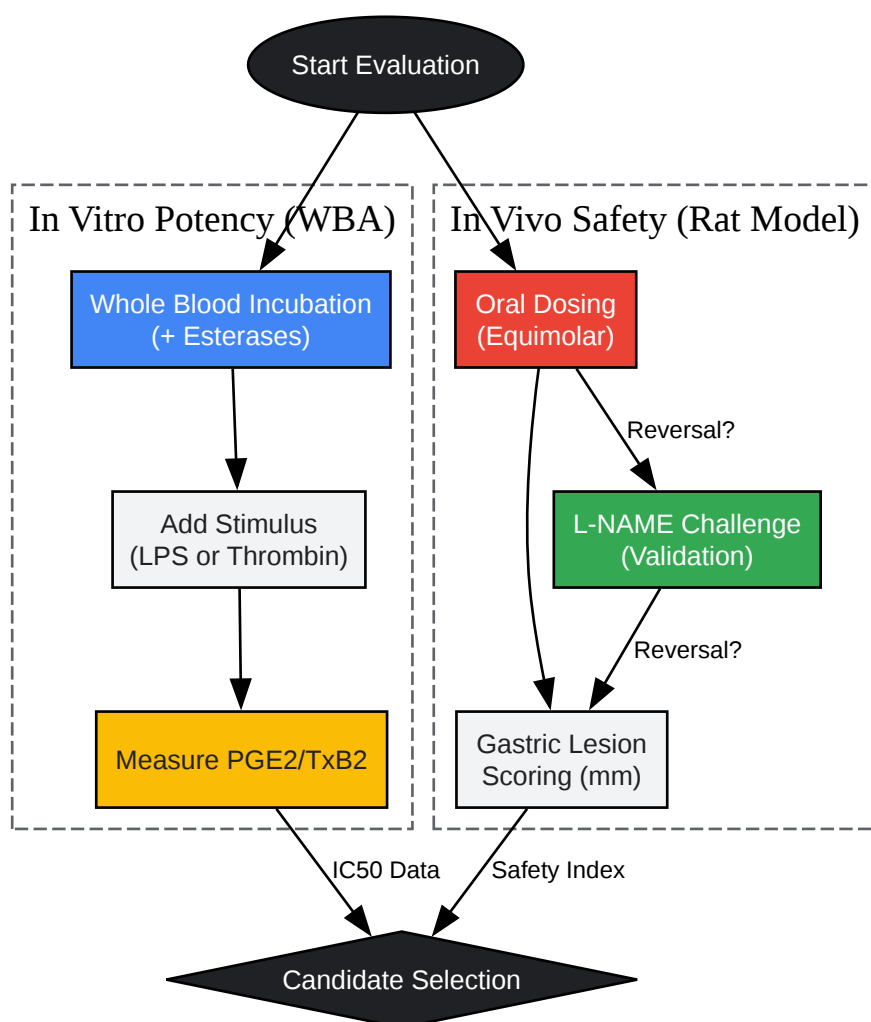 Start Evaluation
In Vitro Potency (WBA)
Whole Blood Incubation
(+ Esterases)
Add Stimulus
(LPS or Thrombin)
Measure PGE2/TxB2
IC50 Data
In Vivo Safety (Rat Model)
Oral Dosing
(Equimolar)
Reversal?
L-NAME Challenge
(Validation)
Reversal?
Gastric Lesion
Scoring (mm)
Safety Index
Candidate Selection